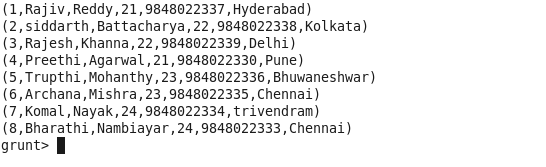 (1,Rajiv,Reddy,21,9848022337,Hyderabad)
(2,siddarth,Battacharya,22,9848022338,Kolkata)
(3,Rajesh,Khanna,22,9848022339,Delhi)
(4,Preethi,Agarwal,21,9848022330,Pune)
(5,Trupthi,Mohanthy,23,9848022336,Bhuwaneshwar)
(6,Archana,Mishra,23,9848022335,Chennai)
(7,Komal,Nayak,24,9848022334,trivendram)
(8,Bharathi,Nambiayar,24,9848022333,Chennai)
grunt>